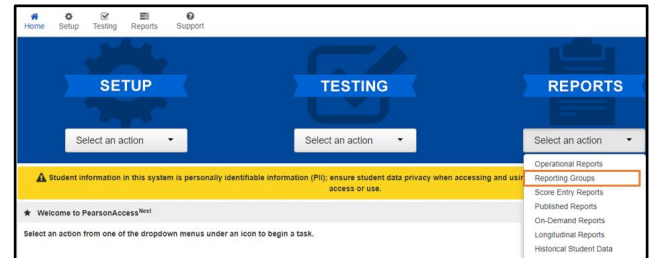 Home Setup Testing Reports Support
SETUP TESTING REPORTS
Select an action Select an action Select an action
Operational Reports
Reporting Groups
Score Entry Reports
Published Reports
On-Demand Reports
Longitudinal Reports
Historical Student Data
Student information in this system is personally identifiable information (PII); ensure student data privacy when accessing and
access or use.
Welcome to PearsonAccessNext
Select an action from one of the dropdown menus under an icon to begin a task.